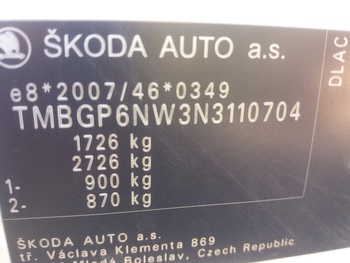 ŠKODA AUTO a.s.
e8*2007/46*0349
TMBGP6NW3N3110704
1726 kg
2726 kg
1- 900 kg
2- 870 kg
ŠKODA AUTO a.s.
tř. Václava Klementa 869
Mladá Boleslav, Czech Republic
DLAC